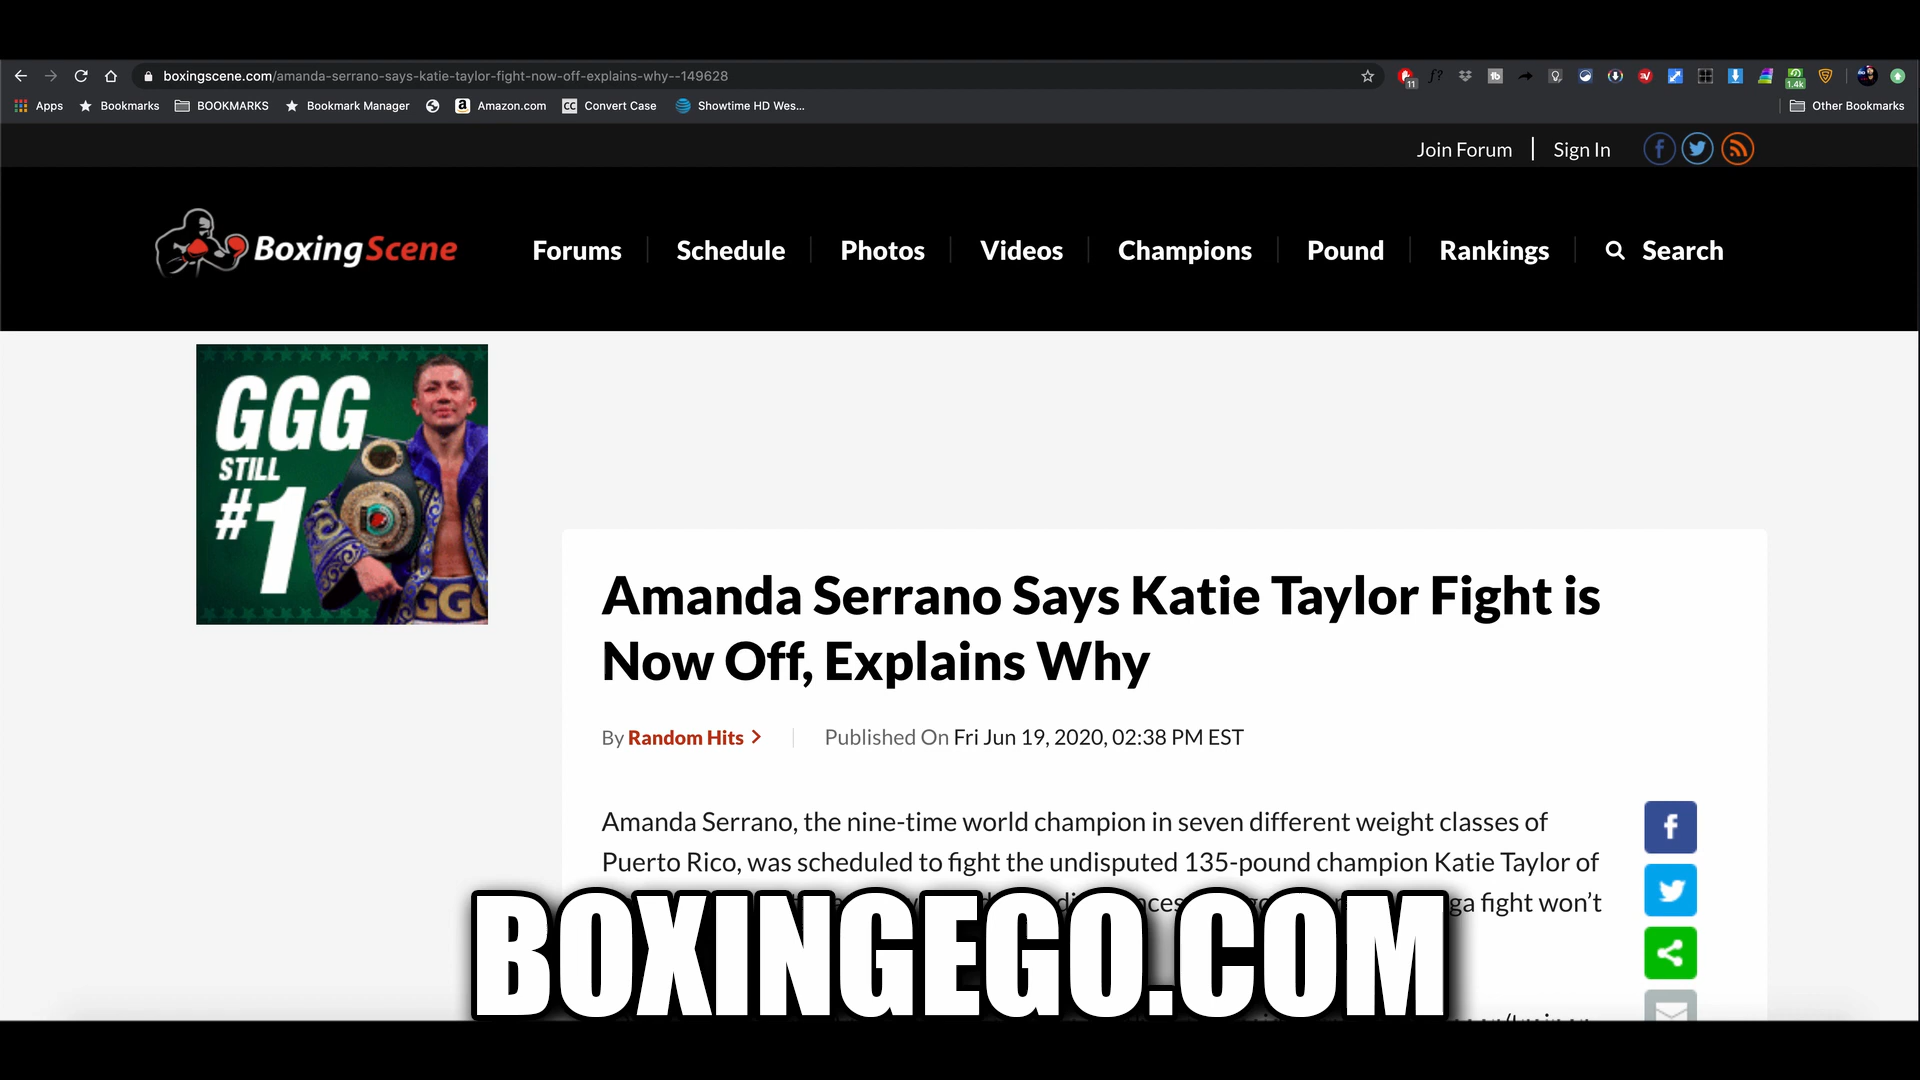 boxingscene.com/amanda-serrano-says-katie-taylor-fight-now-off-explains-why--149628
11
1.4k
Apps Bookmarks BOOKMARKS Bookmark Manager Amazon.com CC Convert Case Showtime HD Wes... Other Bookmarks
Join Forum | Sign In
BoxingScene Forums Schedule Photos Videos Champions Pound Rankings Search
GGG
STILL
#1
GGG
Amanda Serrano Says Katie Taylor Fight is
Now Off, Explains Why
By Random Hits > Published On Fri Jun 19, 2020, 02:38 PM EST
Amanda Serrano, the nine-time world champion in seven different weight classes of
Puerto Rico, was scheduled to fight the undisputed 135-pound champion Katie Taylor of
fight won't
BOXINGEGO.COM